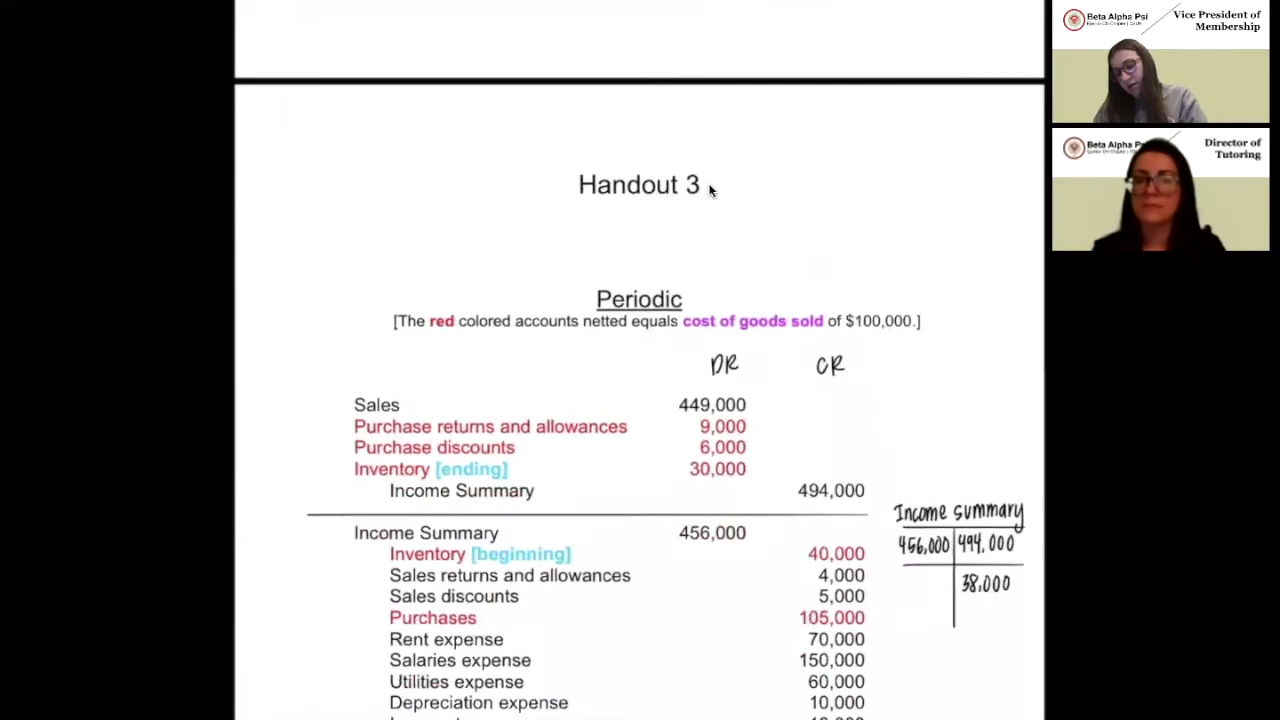 Handout 3
Periodic
[The red colored accounts netted equals cost of goods sold of $100,000.]
DR CR
Sales 449,000
Purchase returns and allowances 9,000
Purchase discounts 6,000
Inventory [ending] 30,000
Income Summary 494,000
Income Summary 456,000
Inventory [beginning] 40,000
Sales returns and allowances 4,000
Sales discounts 5,000
Purchases 105,000
Rent expense 70,000
Salaries expense 150,000
Utilities expense 60,000
Depreciation expense 10,000
Income summary
456,000 494,000
38,000
Beta Alpha Psi
Vice President of
Membership
Beta Alpha
Director of
Tutoring